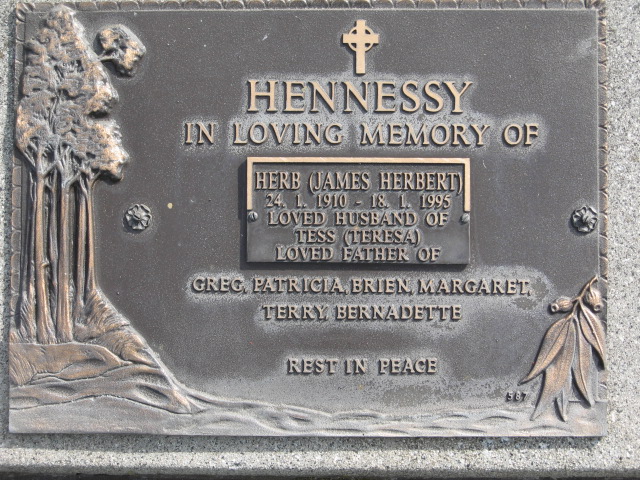 HENNESSY
IN LOVING MEMORY OF
HERB (JAMES HERBERT)
24. 1. 1910 - 18. 1. 1995
LOVED HUSBAND OF
TESS (TERESA)
LOVED FATHER OF
GREG, PATRICIA, BRIEN, MARGARET,
TERRY, BERNADETTE
REST IN PEACE
567